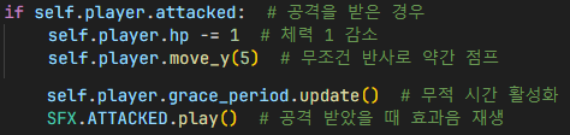 if self.player.attacked:  # 공격을 받은 경우
    self.player.hp -= 1  # 체력 1 감소
    self.player.move_y(5)  # 무조건 반사로 약간 점프
    self.player.grace_period.update()  # 무적 시간 활성화
    SFX.ATTACKED.play()  # 공격 받았을 때 효과음 재생